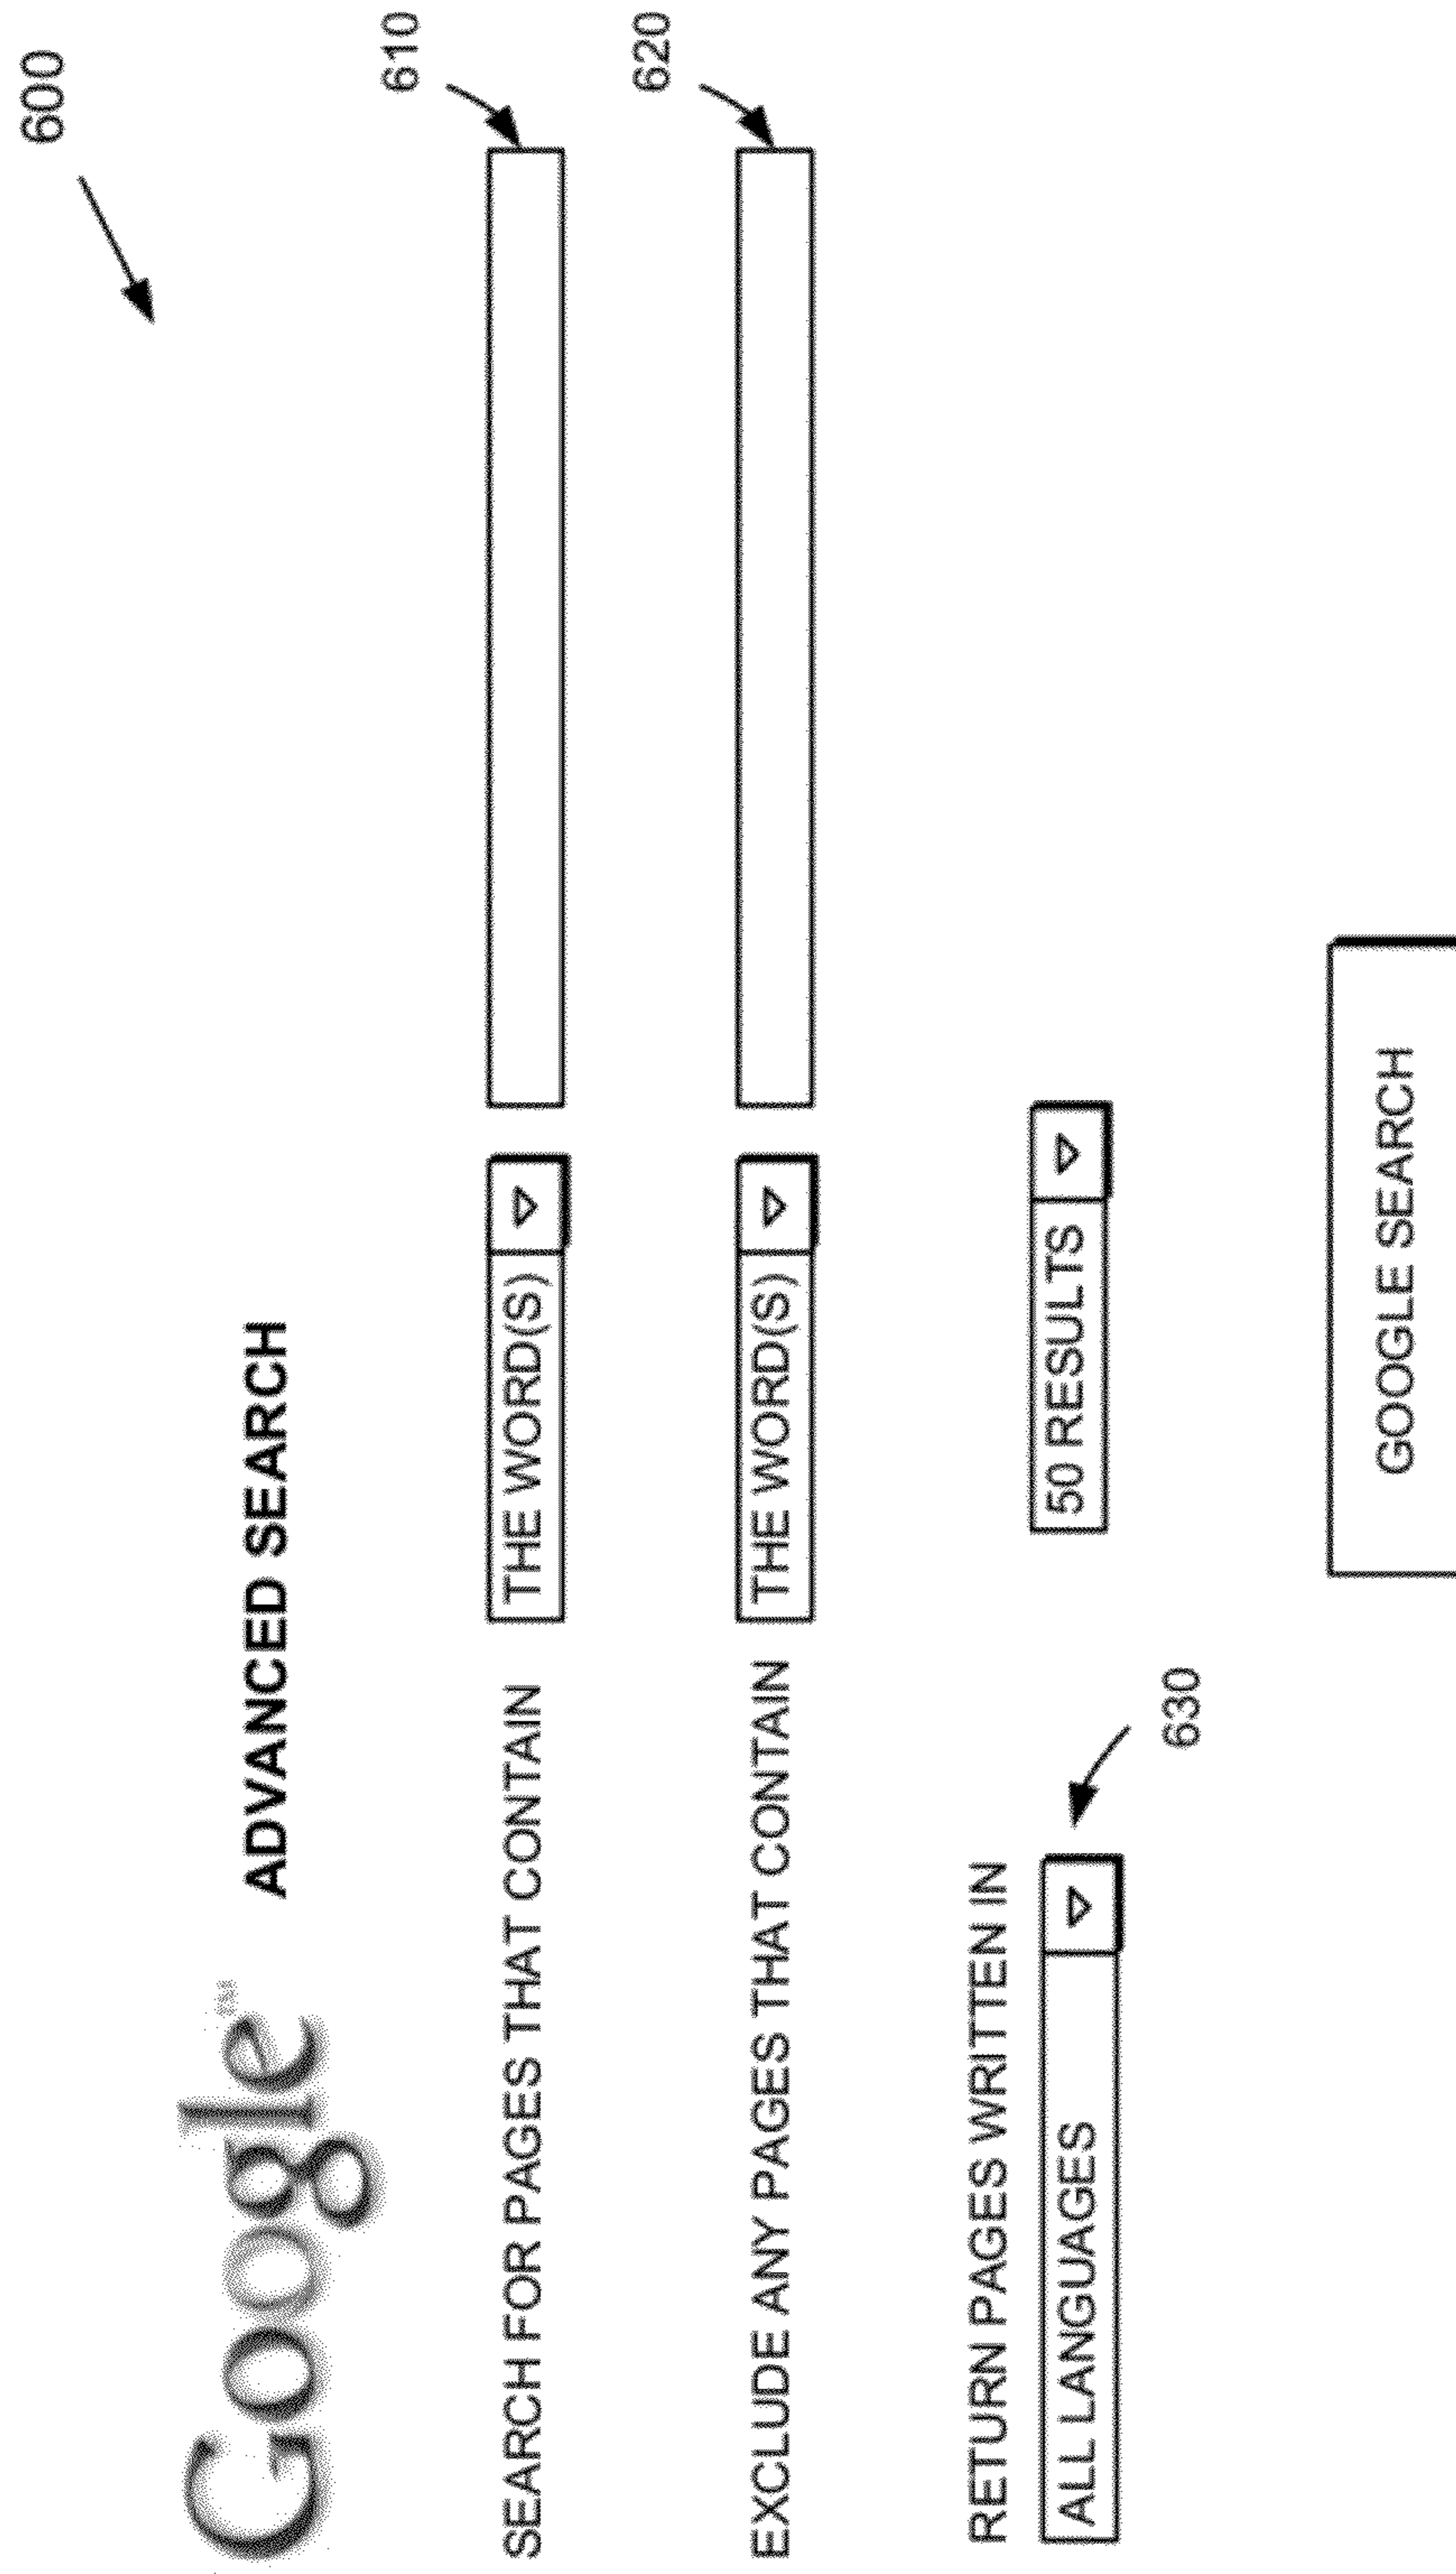 600
Google™ ADVANCED SEARCH
610
SEARCH FOR PAGES THAT CONTAIN THE WORD(S)
620
EXCLUDE ANY PAGES THAT CONTAIN THE WORD(S)
RETURN PAGES WRITTEN IN
ALL LANGUAGES 50 RESULTS
630
GOOGLE SEARCH